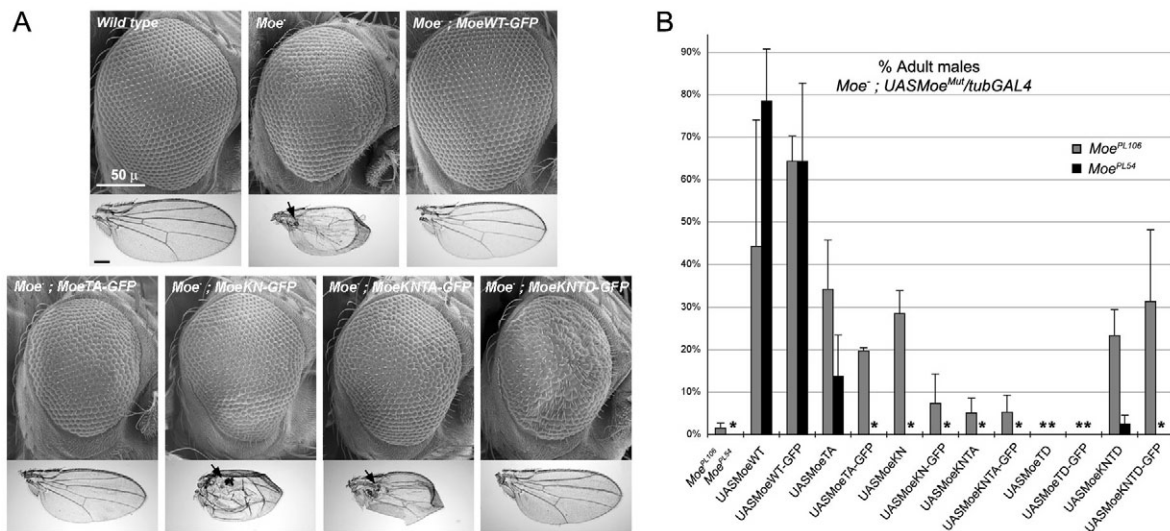 A
Wild type
Moe-
Moe- ; MoeWT-GFP
50 μ
Moe- ; MoeTA-GFP
Moe- ; MoeKN-GFP
Moe- ; MoeKNTA-GFP
Moe- ; MoeKNTD-GFP
B
% Adult males
Moe- ; UASMoeMut/tubGAL4
MoePL106
MoePL54
90%
80%
70%
60%
50%
40%
30%
20%
10%
0%
*
*
*
*
*
*
**
**
*
MoePL106
MoePL54
UASMoeWT
UASMoeWT-GFP
UASMoeTA
UASMoeTA-GFP
UASMoeKN
UASMoeKN-GFP
UASMoeKNTA
UASMoeKNTA-GFP
UASMoeTD
UASMoeTD-GFP
UASMoeKNTD
UASMoeKNTD-GFP